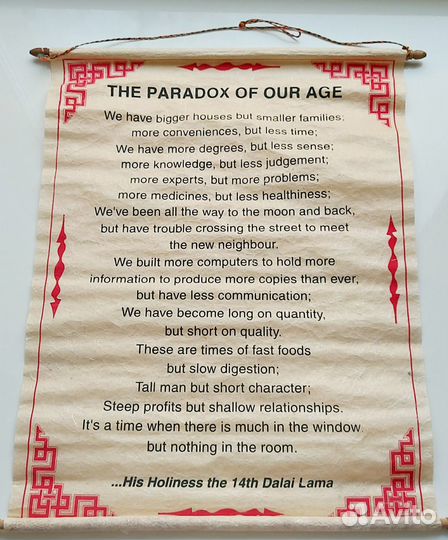 THE PARADOX OF OUR AGE
We have bigger houses but smaller families;
more conveniences, but less time;
We have more degrees, but less sense;
more knowledge, but less judgement;
more experts, but more problems;
more medicines, but less healthiness;
We've been all the way to the moon and back,
but have trouble crossing the street to meet
the new neighbour.
We built more computers to hold more
information to produce more copies than ever,
but have less communication;
We have become long on quantity,
but short on quality.
These are times of fast foods
but slow digestion;
Tall man but short character;
Steep profits but shallow relationships.
It's a time when there is much in the window
but nothing in the room.
...His Holiness the 14th Dalai Lama
Avito